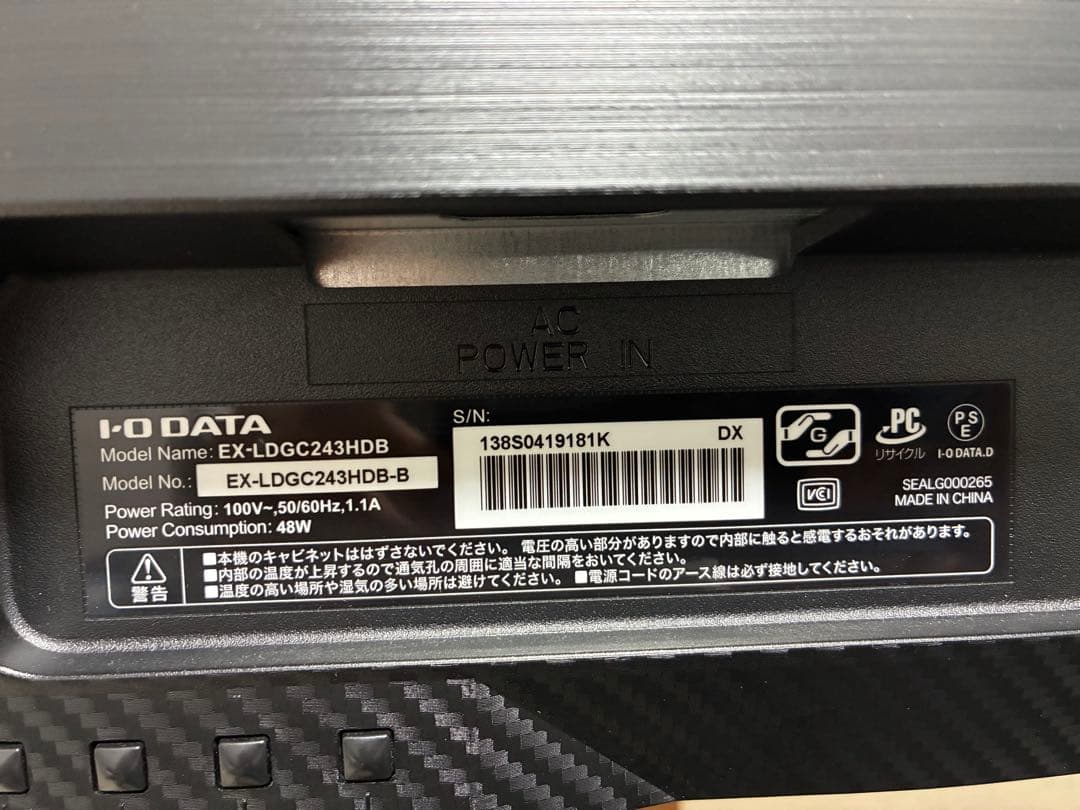 AC
POWER IN
I-O DATA
Model Name: EX-LDGC243HDB
Model No.: EX-LDGC243HDB-B
Power Rating: 100V~,50/60Hz,1.1A
Power Consumption: 48W
S/N:
138S0419181K DX
G
PC
リサイクル
PS
E
I-O DATA.D
VCI
SEALG000265
MADE IN CHINA
警告
■本機のキャビネットははずさないでください。 電圧の高い部分がありますので内部に触ると感電するおそれがあります。
■内部の温度が上昇するので通気孔の周囲に適当な間隔をおいてください。
■温度の高い場所や湿気の多い場所は避けてください。 ■電源コードのアース線は必ず接地してください。